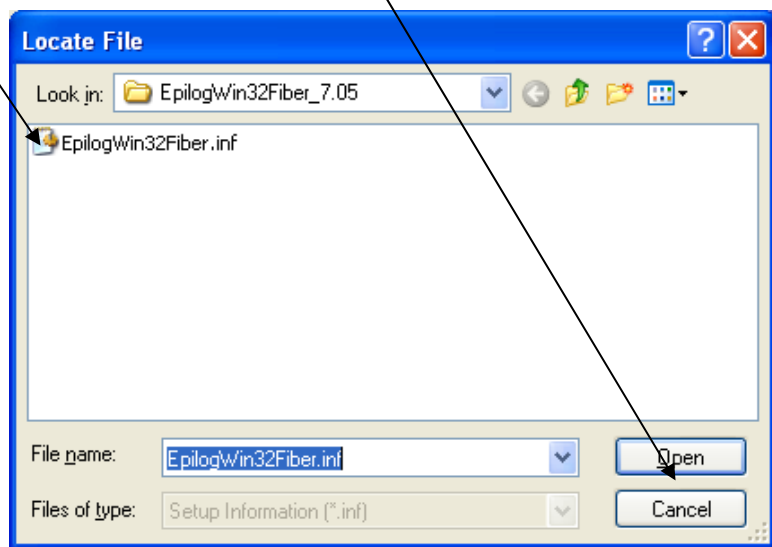 Locate File
Look in: EpilogWin32Fiber_7.05
EpilogWin32Fiber.inf
File name: EpilogWin32Fiber.inf Open
Files of type: Setup Information (*.inf) Cancel